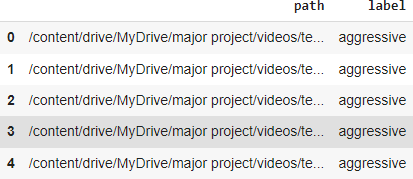 path label
0 /content/drive/MyDrive/major project/videos/te... aggressive
1 /content/drive/MyDrive/major project/videos/te... aggressive
2 /content/drive/MyDrive/major project/videos/te... aggressive
3 /content/drive/MyDrive/major project/videos/te... aggressive
4 /content/drive/MyDrive/major project/videos/te... aggressive